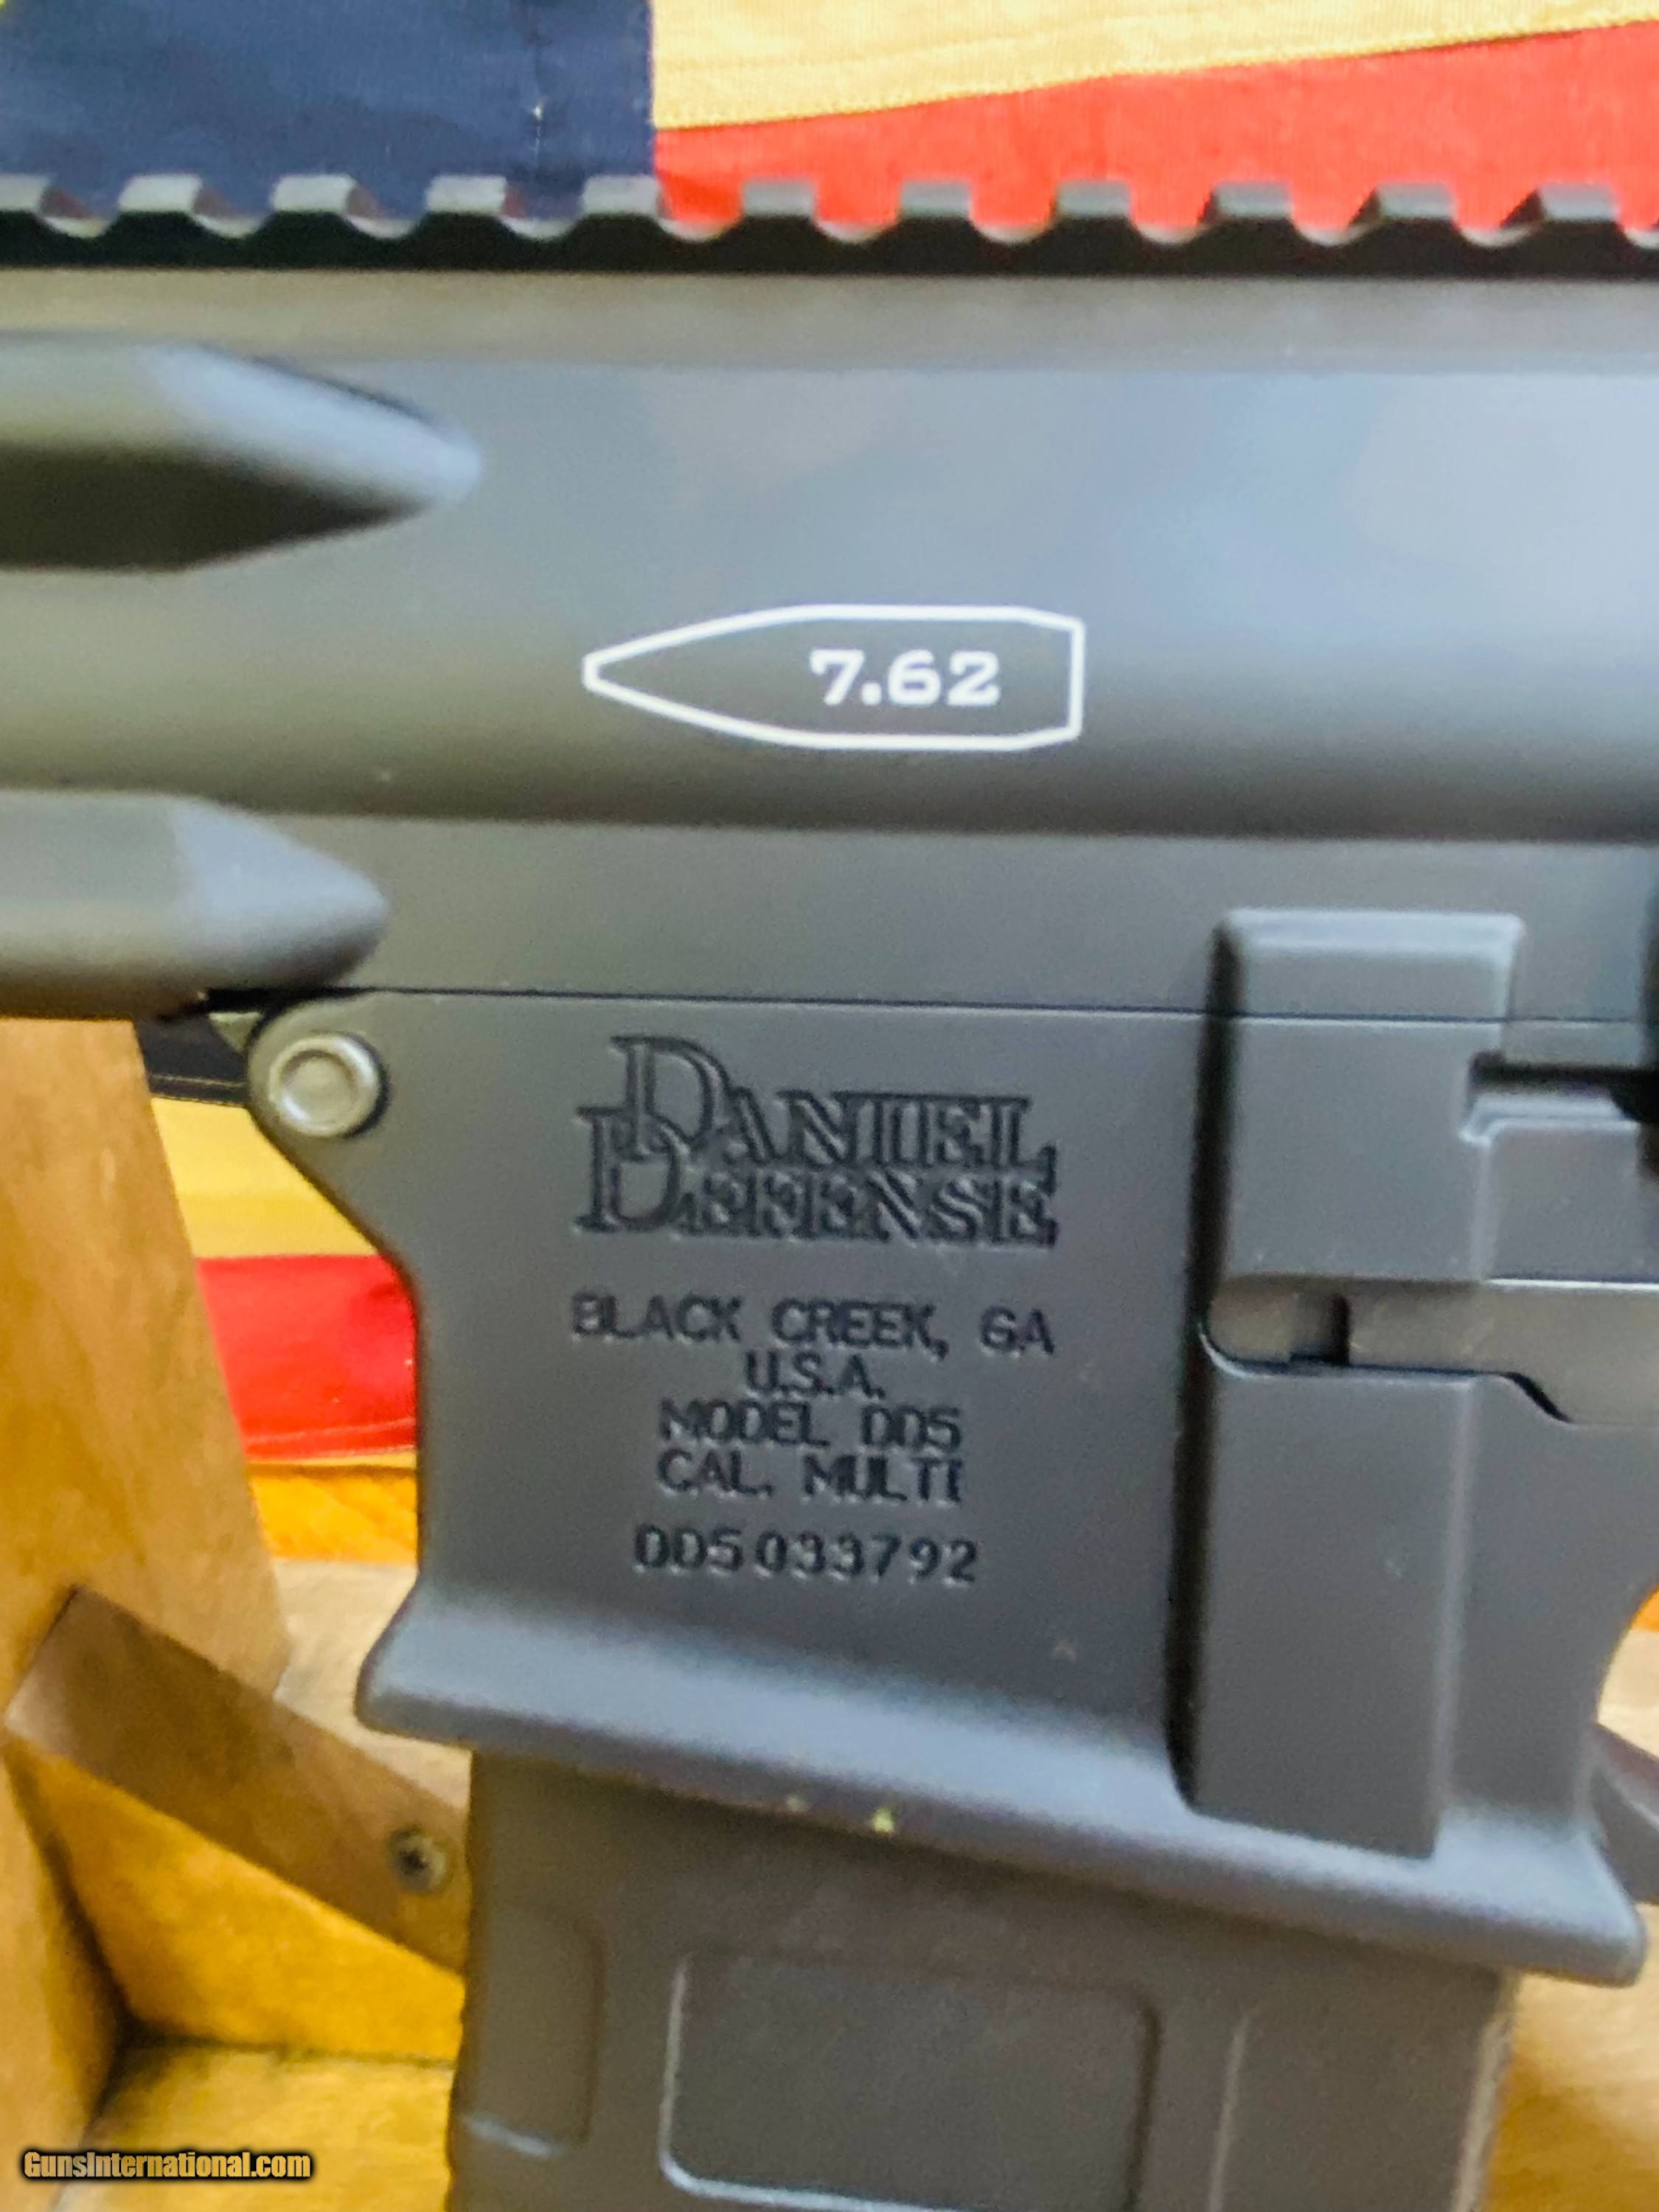 7.62
DANIEL
DEFENSE
BLACK CREEK, GA
U.S.A.
MODEL DD5
CAL. MULTI
DD5033792
GunsInternational.com